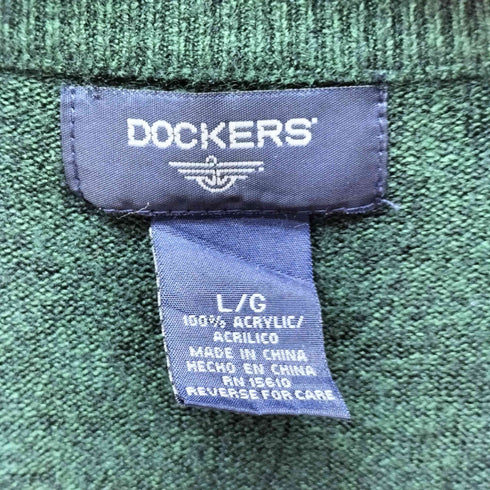 DOCKERS®
L/G
100% ACRYLIC/
ACRILICO
MADE IN CHINA
HECHO EN CHINA
RN 15610
REVERSE FOR CARE